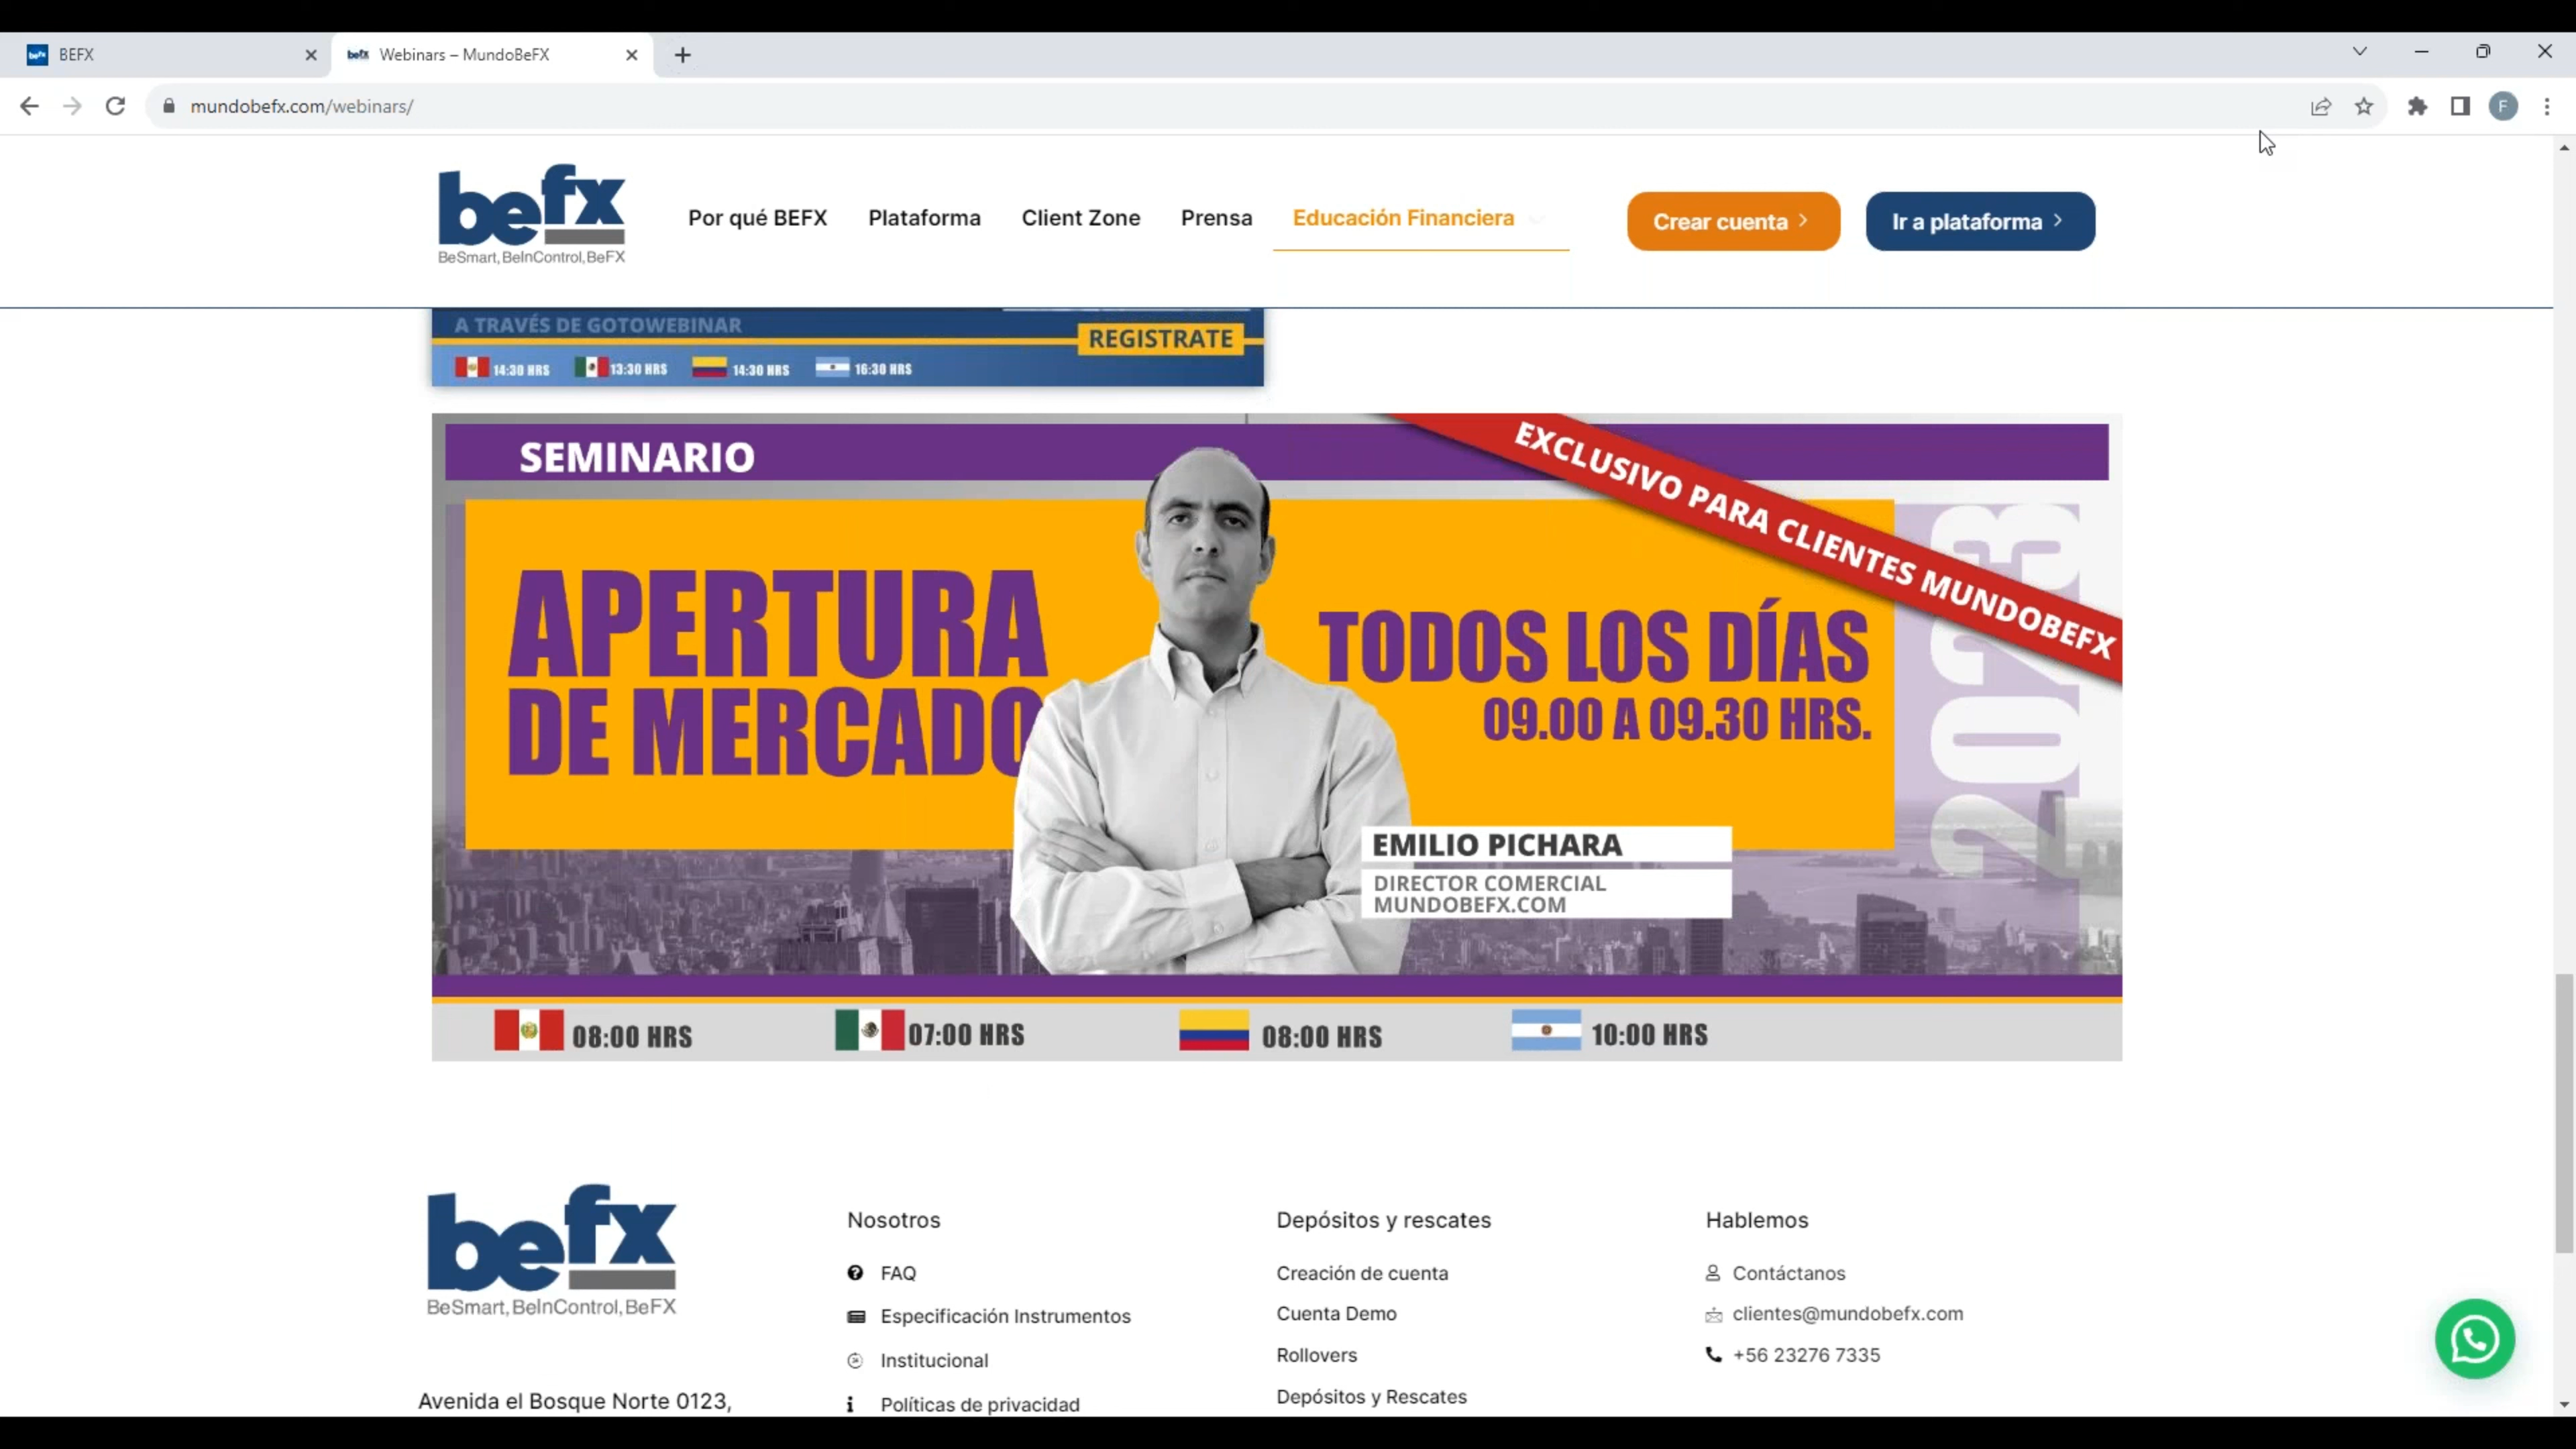 BEFX
Webinars – MundoBeFX
mundobefx.com/webinars/
F
befx
BeSmart, BeInControl, BeFX
Por qué BEFX
Plataforma
Client Zone
Prensa
Educación Financiera
Crear cuenta
Ir a plataforma
A TRAVÉS DE GOTOWEBINAR
REGISTRATE
14:30 HRS
13:30 HRS
14:30 HRS
16:30 HRS
SEMINARIO
EXCLUSIVO PARA CLIENTES MUNDOBEFX
APERTURA
DE MERCADO
TODOS LOS DÍAS
09.00 A 09.30 HRS.
2023
EMILIO PICHARA
DIRECTOR COMERCIAL
MUNDOBEFX.COM
08:00 HRS
07:00 HRS
08:00 HRS
10:00 HRS
befx
BeSmart, BeInControl, BeFX
Avenida el Bosque Norte 0123,
Nosotros
FAQ
Especificación Instrumentos
Institucional
Políticas de privacidad
Depósitos y rescates
Creación de cuenta
Cuenta Demo
Rollovers
Depósitos y Rescates
Hablemos
Contáctanos
clientes@mundobefx.com
+56 23276 7335